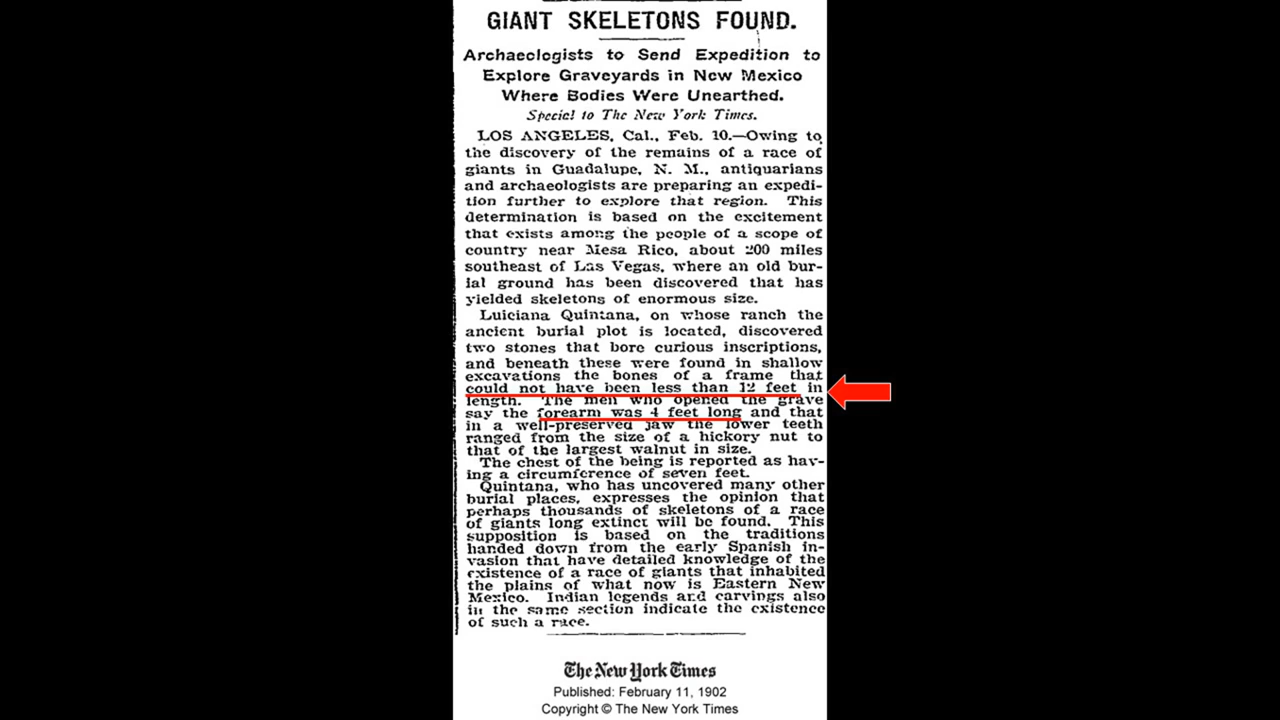 GIANT SKELETONS FOUND.
Archaeologists to Send Expedition to
Explore Graveyards in New Mexico
Where Bodies Were Unearthed.
Special to The New York Times.
LOS ANGELES, Cal., Feb. 10.—Owing to
the discovery of the remains of a race of
giants in Guadalupe, N. M., antiquarians
and archaeologists are preparing an expedi-
tion further to explore that region. This
determination is based on the excitement
that exists among the people of a scope of
country near Mesa Rico, about 200 miles
southeast of Las Vegas, where an old bur-
ial ground has been discovered that has
yielded skeletons of enormous size.
Luiciana Quintana, on whose ranch the
ancient burial plot is located, discovered
two stones that bore curious inscriptions,
and beneath these were found in shallow
excavations the bones of a frame that
could not have been less than 12 feet in
length. The men who opened the grave
say the forearm was 4 feet long and that
in a well-preserved jaw the lower teeth
ranged from the size of a hickory nut to
that of the largest walnut in size.
The chest of the being is reported as hav-
ing a circumference of seven feet.
Quintana, who has uncovered many other
burial places, expresses the opinion that
perhaps thousands of skeletons of a race
of giants long extinct will be found. This
supposition is based on the traditions
handed down from the early Spanish in-
vasion that have detailed knowledge of the
existence of a race of giants that inhabited
the plains of what now is Eastern New
Mexico. Indian legends and carvings also
in the same section indicate the existence
of such a race.
The New York Times
Published: February 11, 1902
Copyright © The New York Times